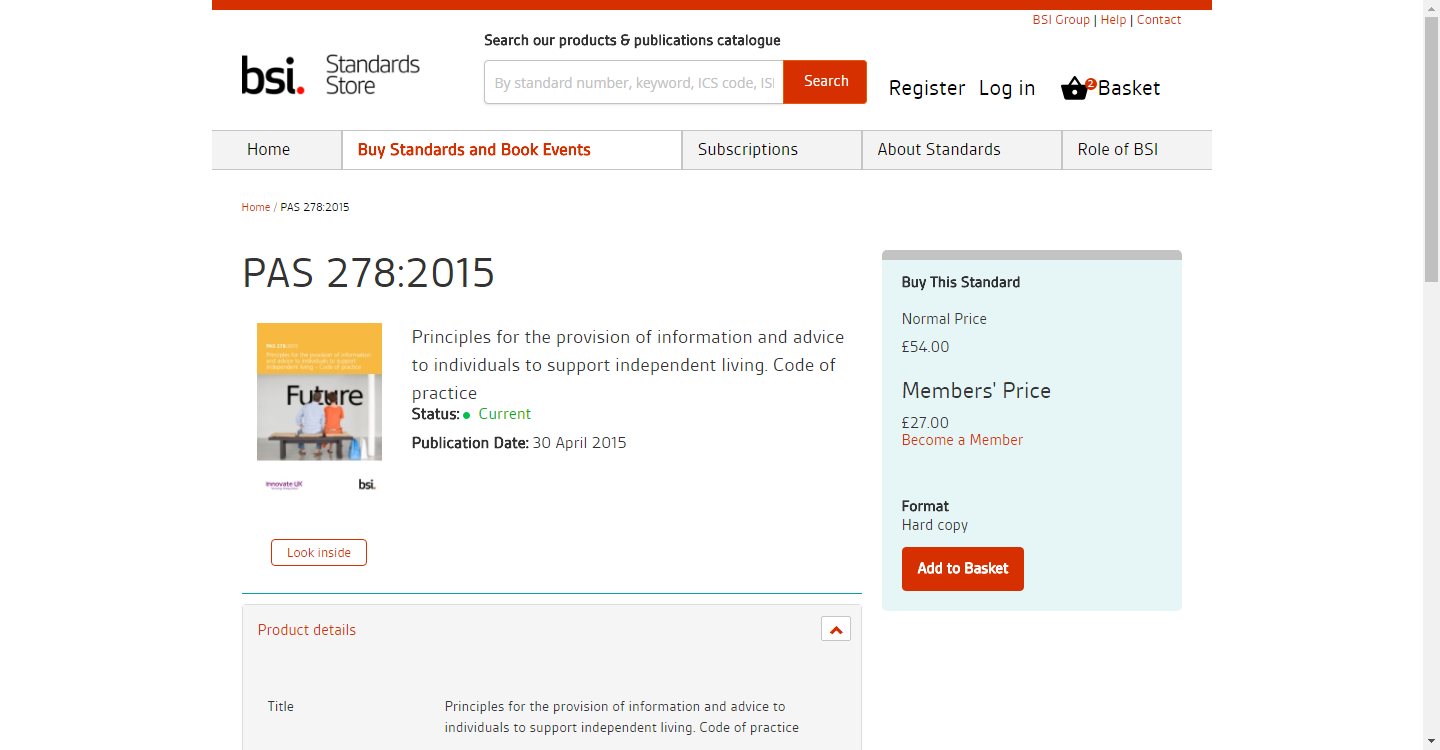 BSI Group | Help | Contact
Search our products & publications catalogue
bsi. Standards Store
By standard number, keyword, ICS code, ISI
Search
Register
Log in
2
Basket
Home
Buy Standards and Book Events
Subscriptions
About Standards
Role of BSI
Home / PAS 278:2015
PAS 278:2015
PAS 278:2015
Principles for the provision of information
and advice to individuals to support
independent living – Code of practice
Future
Innovate UK
bsi.
Look inside
Principles for the provision of information and advice
to individuals to support independent living. Code of
practice
Status: Current
Publication Date: 30 April 2015
Buy This Standard
Normal Price
£54.00
Members' Price
£27.00
Become a Member
Format
Hard copy
Add to Basket
Product details
Title
Principles for the provision of information and advice to
individuals to support independent living. Code of practice